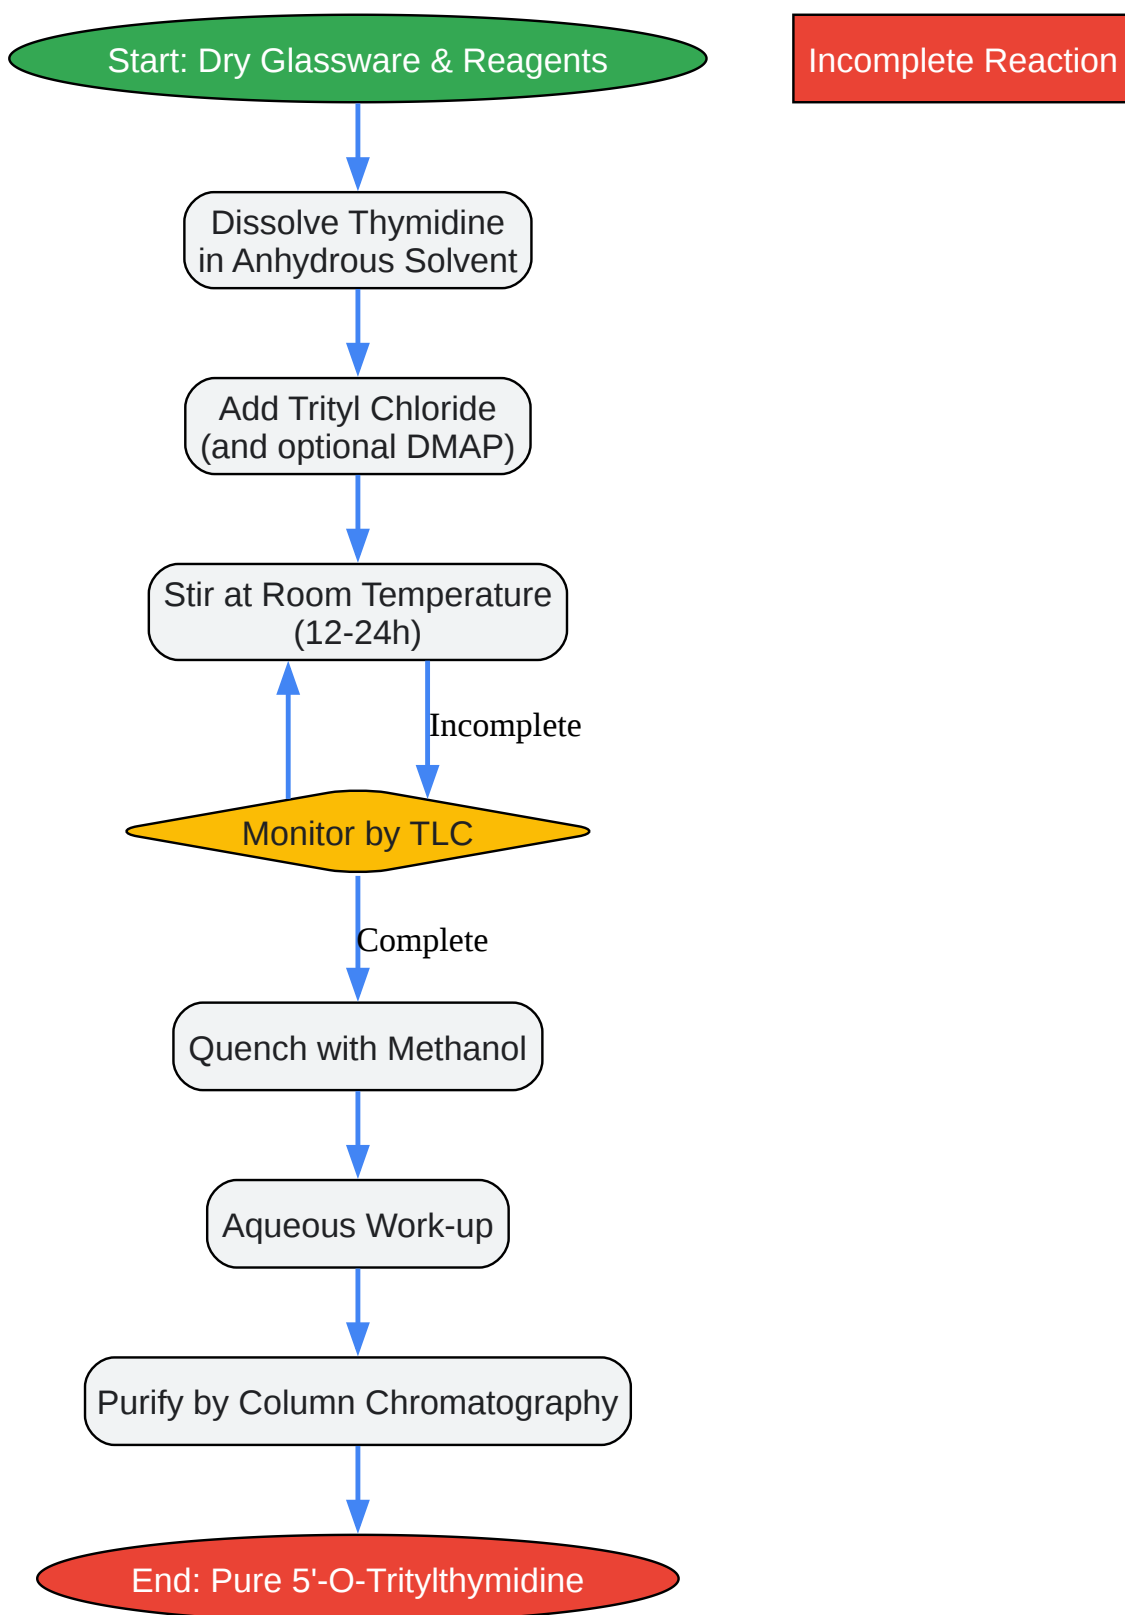 Start: Dry Glassware & Reagents
Incomplete Reaction
Dissolve Thymidine
in Anhydrous Solvent
Add Trityl Chloride
(and optional DMAP)
Stir at Room Temperature
(12-24h)
Incomplete
Monitor by TLC
Complete
Quench with Methanol
Aqueous Work-up
Purify by Column Chromatography
End: Pure 5'-O-Tritylthymidine